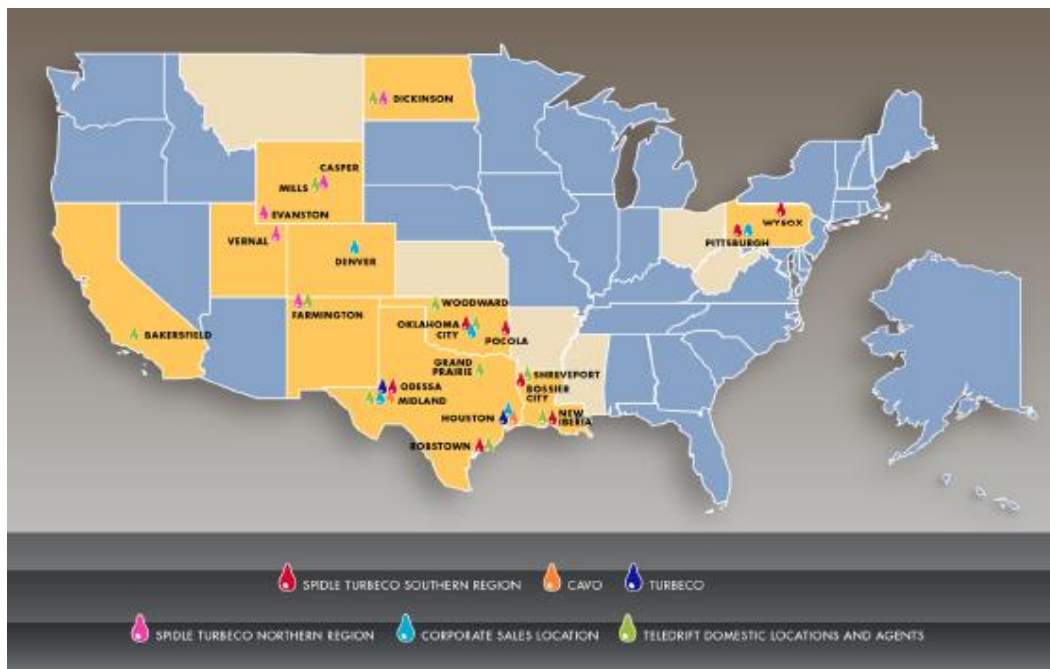 DICKINSON
CASPER
MILLS
EVANSTON
VERNAL
DENVER
WYSOX
PITTSBURGH
FARMINGTON
WOODWARD
BAKERSFIELD
OKLAHOMA
CITY
POCOLA
GRAND
PRAIRIE
SHREVEPORT
BOSSIER
CITY
ODESSA
MIDLAND
HOUSTON
NEW
IBERIA
ROBSTOWN
SPIDLE TURBECO SOUTHERN REGION
CAVO
TURBECO
SPIDLE TURBECO NORTHERN REGION
CORPORATE SALES LOCATION
TELEDRIFT DOMESTIC LOCATIONS AND AGENTS